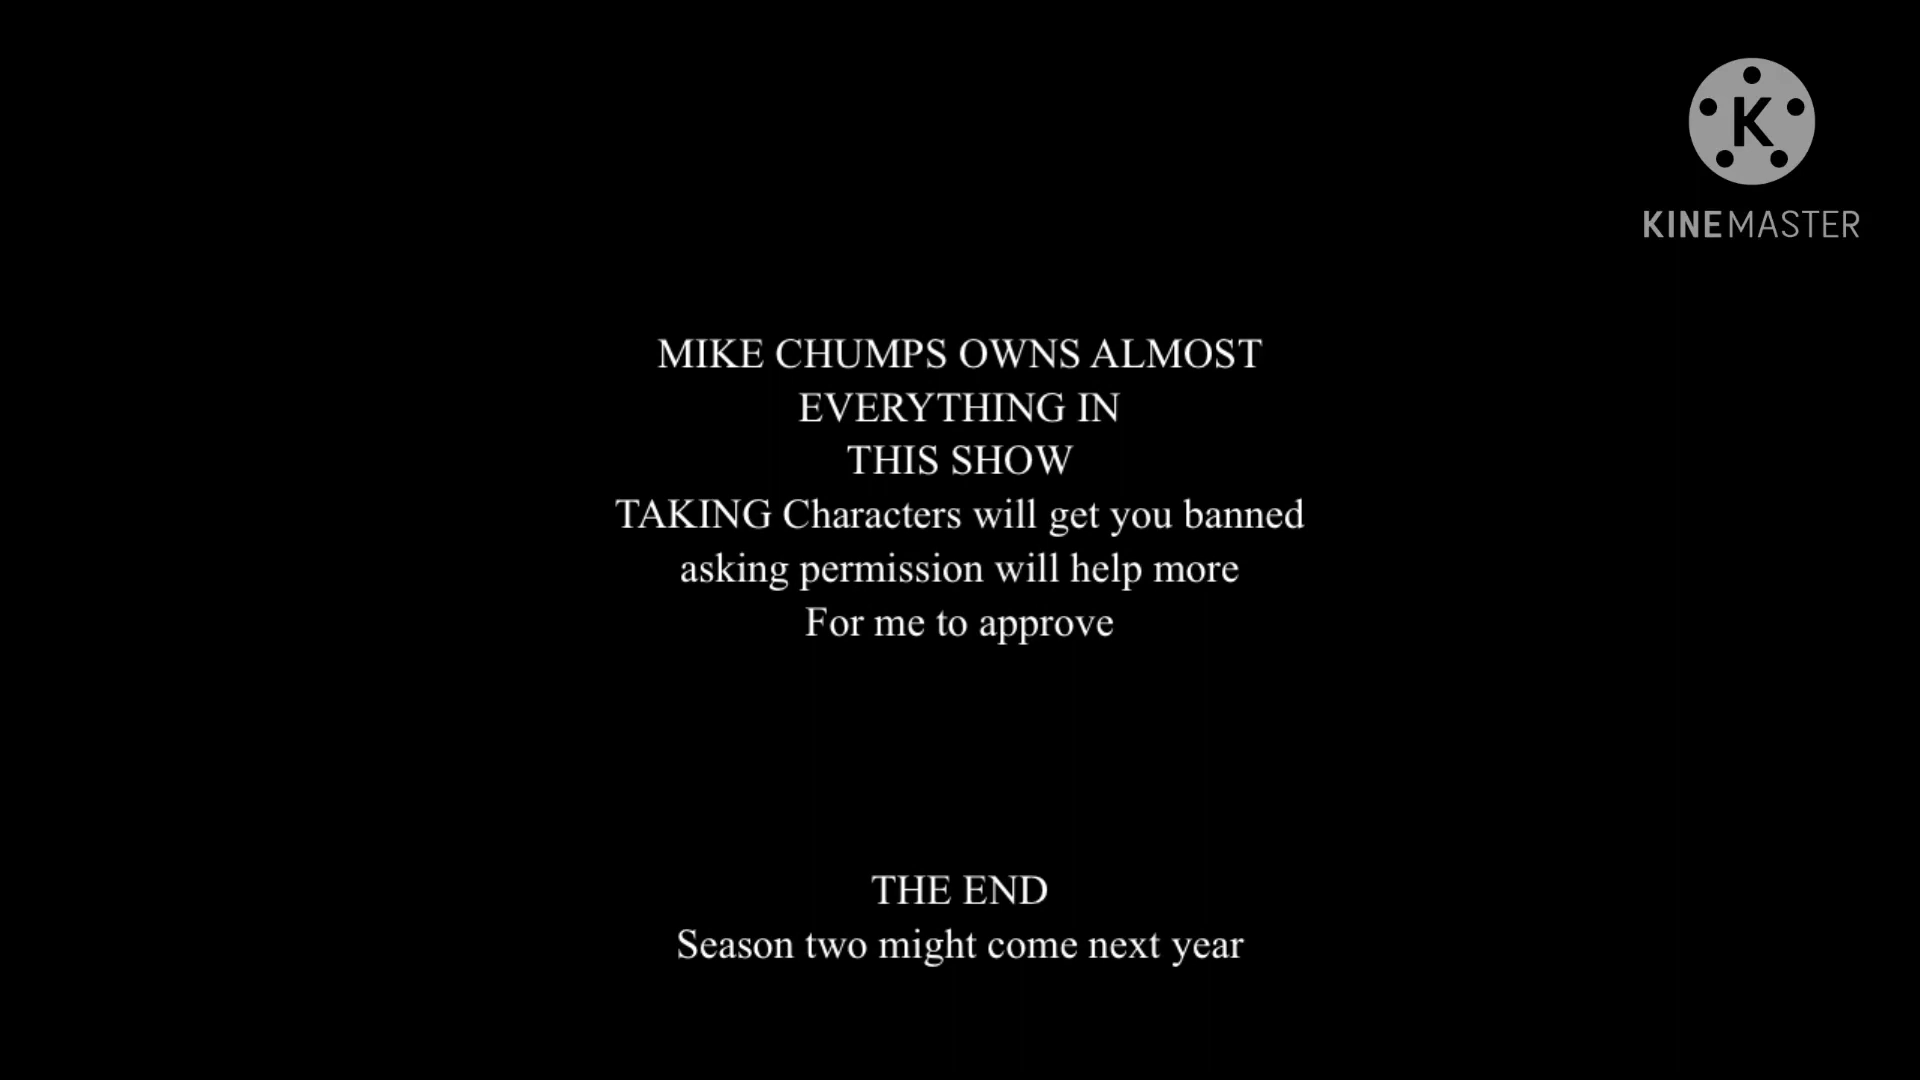 K
KINEMASTER
MIKE CHUMPS OWNS ALMOST
EVERYTHING IN
THIS SHOW
TAKING Characters will get you banned
asking permission will help more
For me to approve
THE END
Season two might come next year